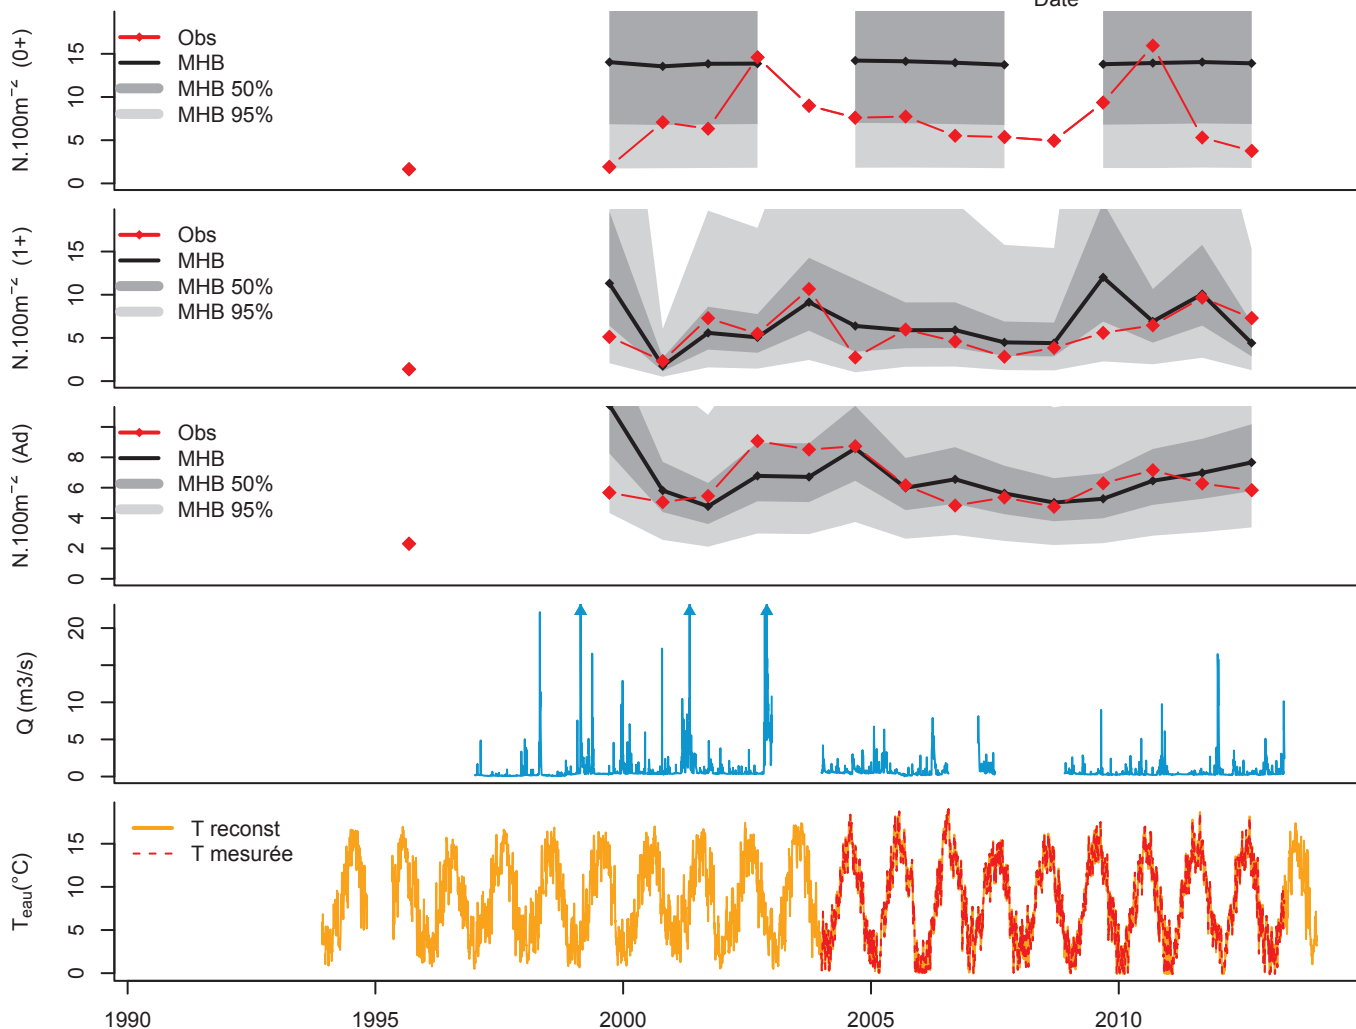 Date
N.100m⁻² (0+)
15
10
5
0
Obs
MHB
MHB 50%
MHB 95%
N.100m⁻² (1+)
15
10
5
0
Obs
MHB
MHB 50%
MHB 95%
N.100m⁻² (Ad)
8
6
4
2
0
Obs
MHB
MHB 50%
MHB 95%
Q (m3/s)
20
10
5
0
Teau(°C)
15
10
5
0
T reconst
T mesurée
1990 1995 2000 2005 2010